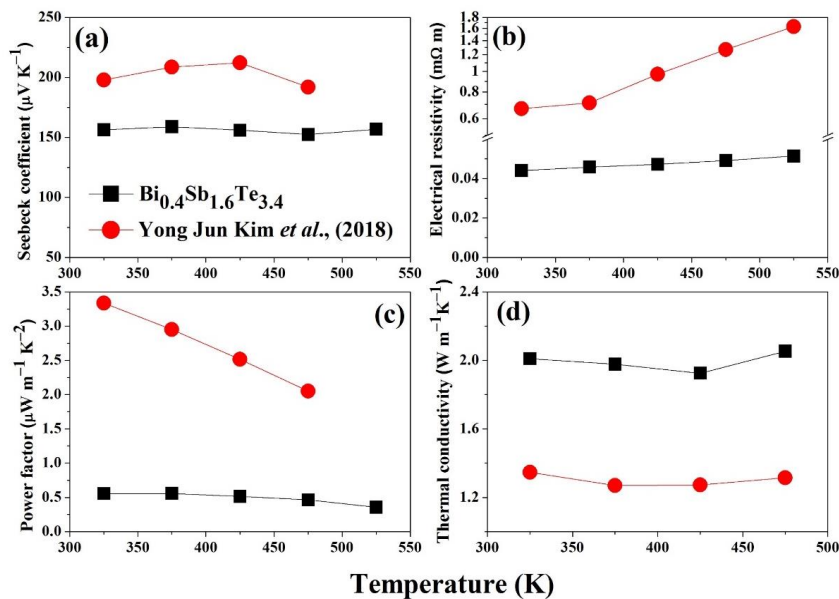 (a)
Seebeck coefficient (μV K⁻¹)
250
200
150
100
50
300 350 400 450 500 550
Bi₀.₄Sb₁.₆Te₃.₄
Yong Jun Kim et al., (2018)
(b)
Electrical resistivity (mΩ m)
1.8
1.6
1.4
1.2
1
0.8
0.6
0.04
0.02
0.00
300 350 400 450 500 550
(c)
Power factor (μW m⁻¹ K⁻²)
3.5
3.0
2.5
2.0
1.5
1.0
0.5
0.0
300 350 400 450 500 550
(d)
Thermal conductivity (W m⁻¹K⁻¹)
2.4
2.0
1.6
1.2
300 350 400 450 500
Temperature (K)